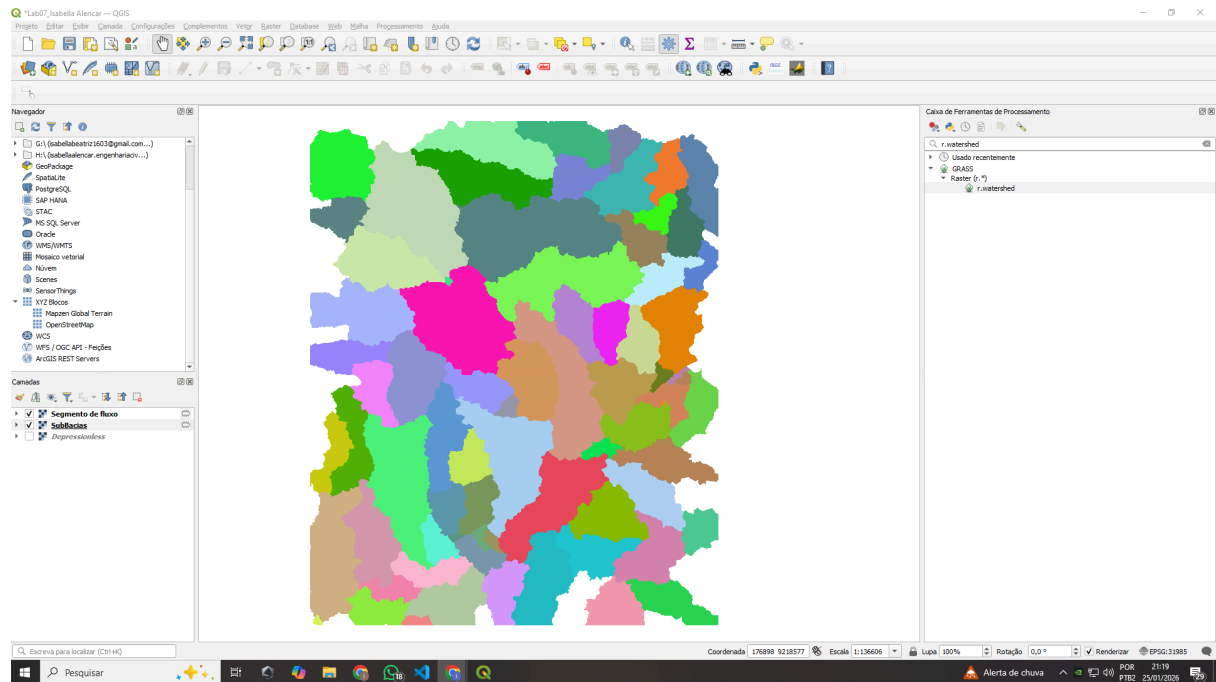 *Lab07_Isabella Alencar — QGIS
Projeto Editar Exibir Camada Configurações Complementos Vetor Raster Database Web Malha Processamento Ajuda
Navegador
G:\ (isabellabeatriz1603@gmail.com...)
H:\ (isabellaalencar.engenhariaciv...)
GeoPackage
SpatiaLite
PostgreSQL
SAP HANA
STAC
MS SQL Server
Oracle
WMS/WMTS
Mosaico vetorial
Núvem
Scenes
SensorThings
XYZ Blocos
Mapzen Global Terrain
OpenStreetMap
WCS
WFS / OGC API - Feições
ArcGIS REST Servers
Camadas
Segmento de fluxo
SubBacias
Depressionless
Caixa de Ferramentas de Processamento
r.watershed
Usado recentemente
GRASS
Raster (r.*)
r.watershed
Escreva para localizar (Ctrl+K)
Coordenada 176898 9218577 Escala 1:136606 Lupa 100% Rotação 0,0 ° Renderizar EPSG:31985
Pesquisar
18
Alerta de chuva
POR
PTB2
21:19
25/01/2026
29